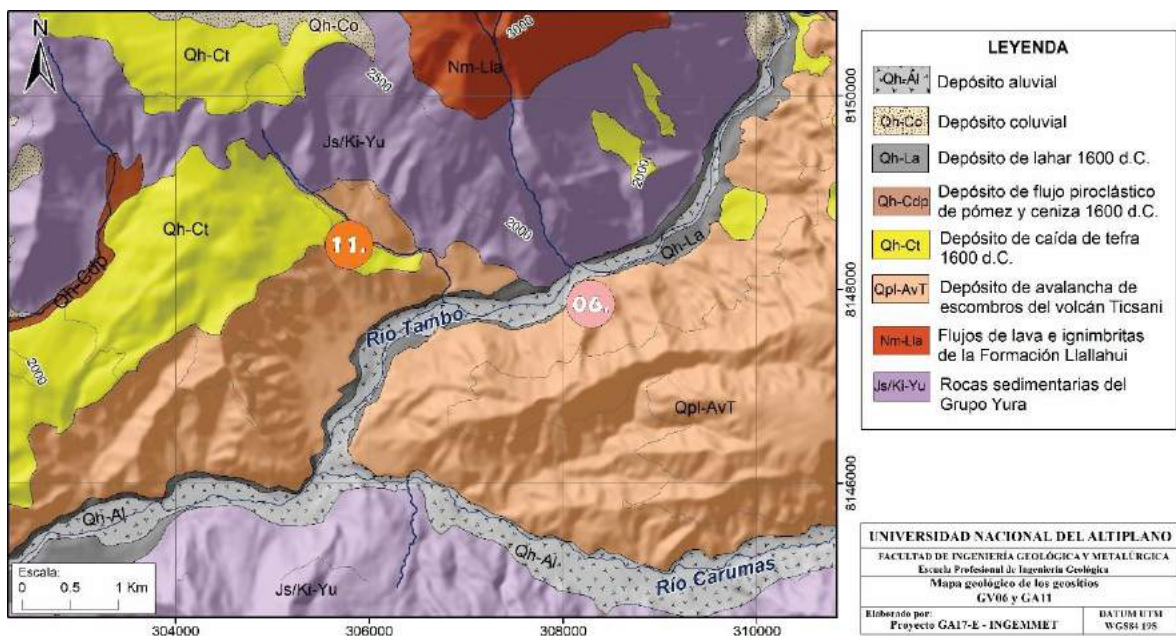 N
Qh-Co
3000
Qh-Ct
Nm-Lla
2500
8150000
Js/Ki-Yu
2000
Qh-Ct
2000
Qh-La
11.
Qh-Cdp
06.
8148000
Río Tambo
2000
Qpl-AvT
8146000
Qh-Al
Qh-Al
Río Carumas
Escala:
0 0.5 1 Km
Js/Ki-Yu
304000
306000
308000
310000
LEYENDA
Qh-Al Depósito aluvial
Qh-Co Depósito coluvial
Qh-La Depósito de lahar 1600 d.C.
Qh-Cdp Depósito de flujo piroclástico
de pómez y ceniza 1600 d.C.
Qh-Ct Depósito de caída de tefra
1600 d.C.
Qpl-AvT Depósito de avalancha de
escombros del volcán Ticsani
Nm-Lla Flujos de lava e ignimbritas
de la Formación Llallahui
Js/Ki-Yu Rocas sedimentarias del
Grupo Yura
UNIVERSIDAD NACIONAL DEL ALTIPLANO
FACULTAD DE INGENIERÍA GEOLÓGICA Y METALÚRGICA
Escuela Profesional de Ingeniería Geológica
Mapa geológico de los geositios
GV06 y GA11
Elaborado por:
Proyecto GA17-E - INGEMMET
DATUM UTM
WGS84 19S